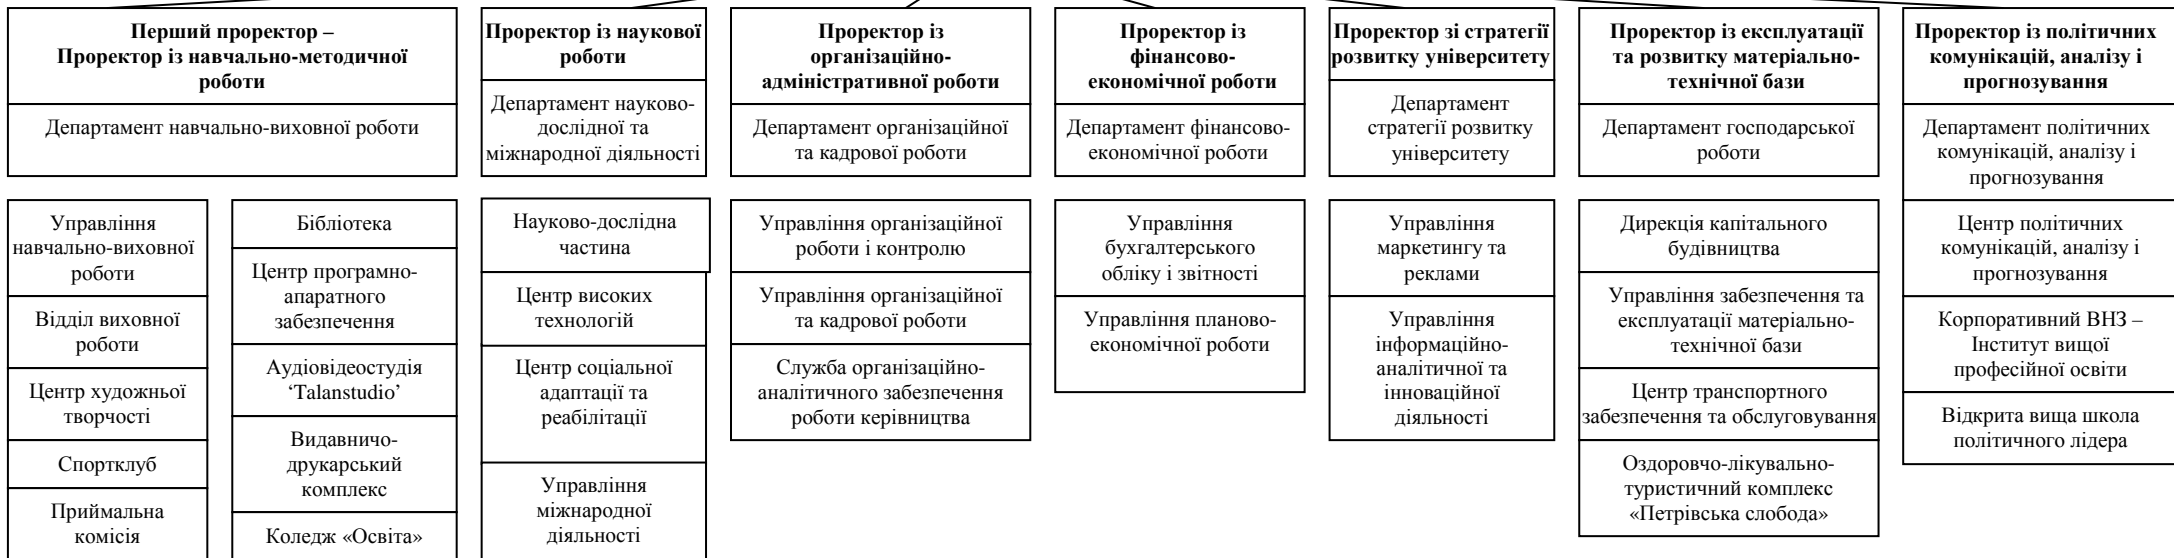 Перший проректор –
Проректор із навчально-методичної
роботи
Департамент навчально-виховної роботи
Управління
навчально-виховної
роботи
Відділ виховної
роботи
Центр художньої
творчості
Спортклуб
Приймальна
комісія
Бібліотека
Центр програмно-
апаратного
забезпечення
Аудіовідеостудія
‘Talanstudio’
Видавничо-
друкарський
комплекс
Коледж «Освіта»
Проректор із наукової
роботи
Департамент науково-
дослідної та
міжнародної діяльності
Науково-дослідна
частина
Центр високих
технологій
Центр соціальної
адаптації та
реабілітації
Управління
міжнародної
діяльності
Проректор із
організаційно-
адміністративної роботи
Департамент організаційної
та кадрової роботи
Управління організаційної
роботи і контролю
Управління організаційної
та кадрової роботи
Служба організаційно-
аналітичного забезпечення
роботи керівництва
Проректор із
фінансово-
економічної роботи
Департамент фінансово-
економічної роботи
Управління
бухгалтерського
обліку і звітності
Управління планово-
економічної роботи
Проректор зі стратегії
розвитку університету
Департамент
стратегії розвитку
університету
Управління
маркетингу та
реклами
Управління
інформаційно-
аналітичної та
інноваційної
діяльності
Проректор із експлуатації
та розвитку матеріально-
технічної бази
Департамент господарської
роботи
Дирекція капітального
будівництва
Управління забезпечення та
експлуатації матеріально-
технічної бази
Центр транспортного
забезпечення та обслуговування
Оздоровчо-лікувально-
туристичний комплекс
«Петрівська слобода»
Проректор із політичних
комунікацій, аналізу і
прогнозування
Департамент політичних
комунікацій, аналізу і
прогнозування
Центр політичних
комунікацій, аналізу і
прогнозування
Корпоративний ВНЗ –
Інститут вищої
професійної освіти
Відкрита вища школа
політичного лідера